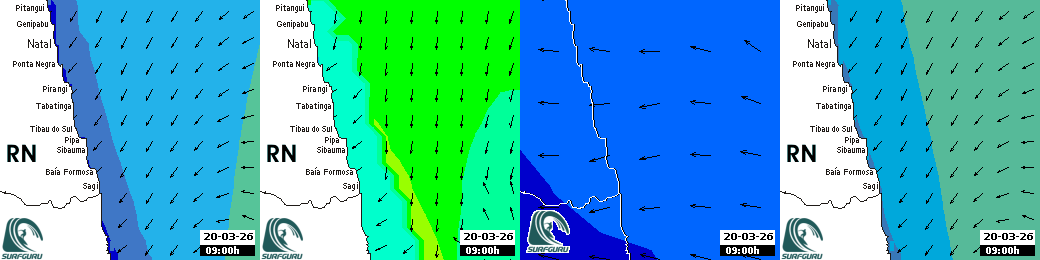 Pitangui
Genipabu
Natal
Ponta Negra
Pirangi
Tabatinga
Tibau do Sul
Pipa
Sibauma
RN
Baía Formosa
Sagi
SURFGURU
20-03-26
09:00h
Pitangui
Genipabu
Natal
Ponta Negra
Pirangi
Tabatinga
Tibau do Sul
Pipa
Sibauma
RN
Baía Formosa
Sagi
SURFGURU
20-03-26
09:00h
SURFGURU
20-03-26
09:00h
Pitangui
Genipabu
Natal
Ponta Negra
Pirangi
Tabatinga
Tibau do Sul
Pipa
Sibauma
RN
Baía Formosa
Sagi
SURFGURU
20-03-26
09:00h